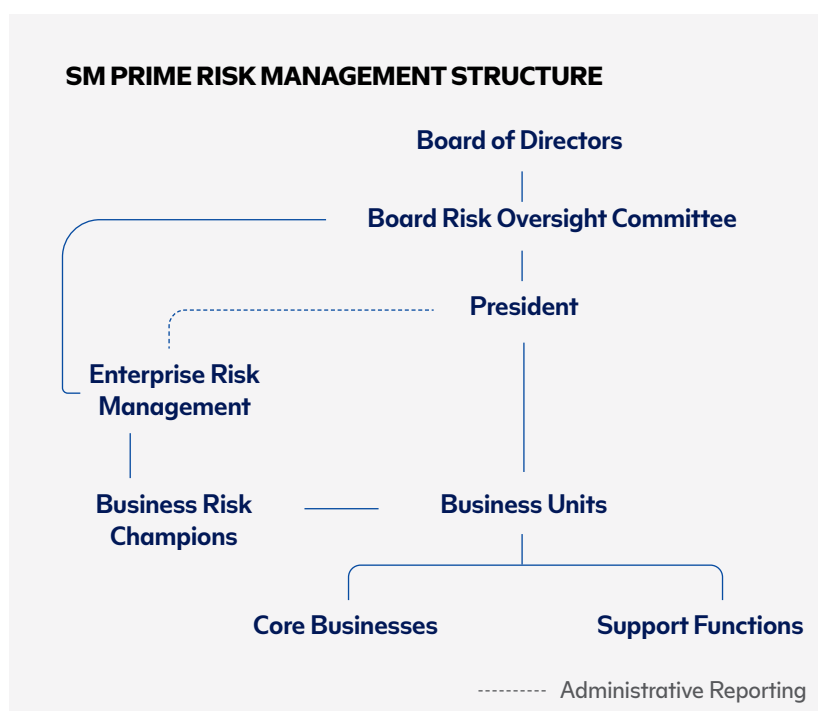 SM PRIME RISK MANAGEMENT STRUCTURE
Board of Directors
Board Risk Oversight Committee
President
Enterprise Risk
Management
Business Risk
Champions
Business Units
Core Businesses
Support Functions
Administrative Reporting